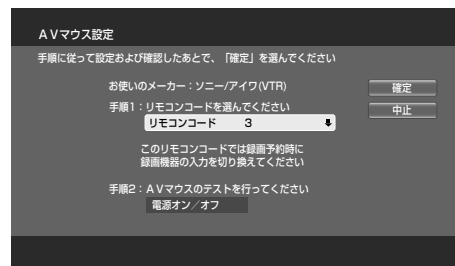 AVマウス設定
手順に従って設定および確認したあとで、「確定」を選んでください
お使いのメーカー：ソニー/アイワ(VTR)
確定
手順1：リモコンコードを選んでください
中止
リモコンコード 3
このリモコンコードでは録画予約時に
録画機器の入力を切り換えてください
手順2：AVマウスのテストを行ってください
電源オン／オフ